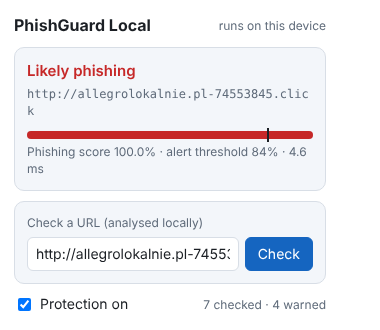 PhishGuard Local
runs on this device
Likely phishing
http://allegrolokalnie.pl-74553845.clic
k
Phishing score 100.0% · alert threshold 84% · 4.6
ms
Check a URL (analysed locally)
http://allegrolokalnie.pl-7455
Check
Protection on
7 checked · 4 warned